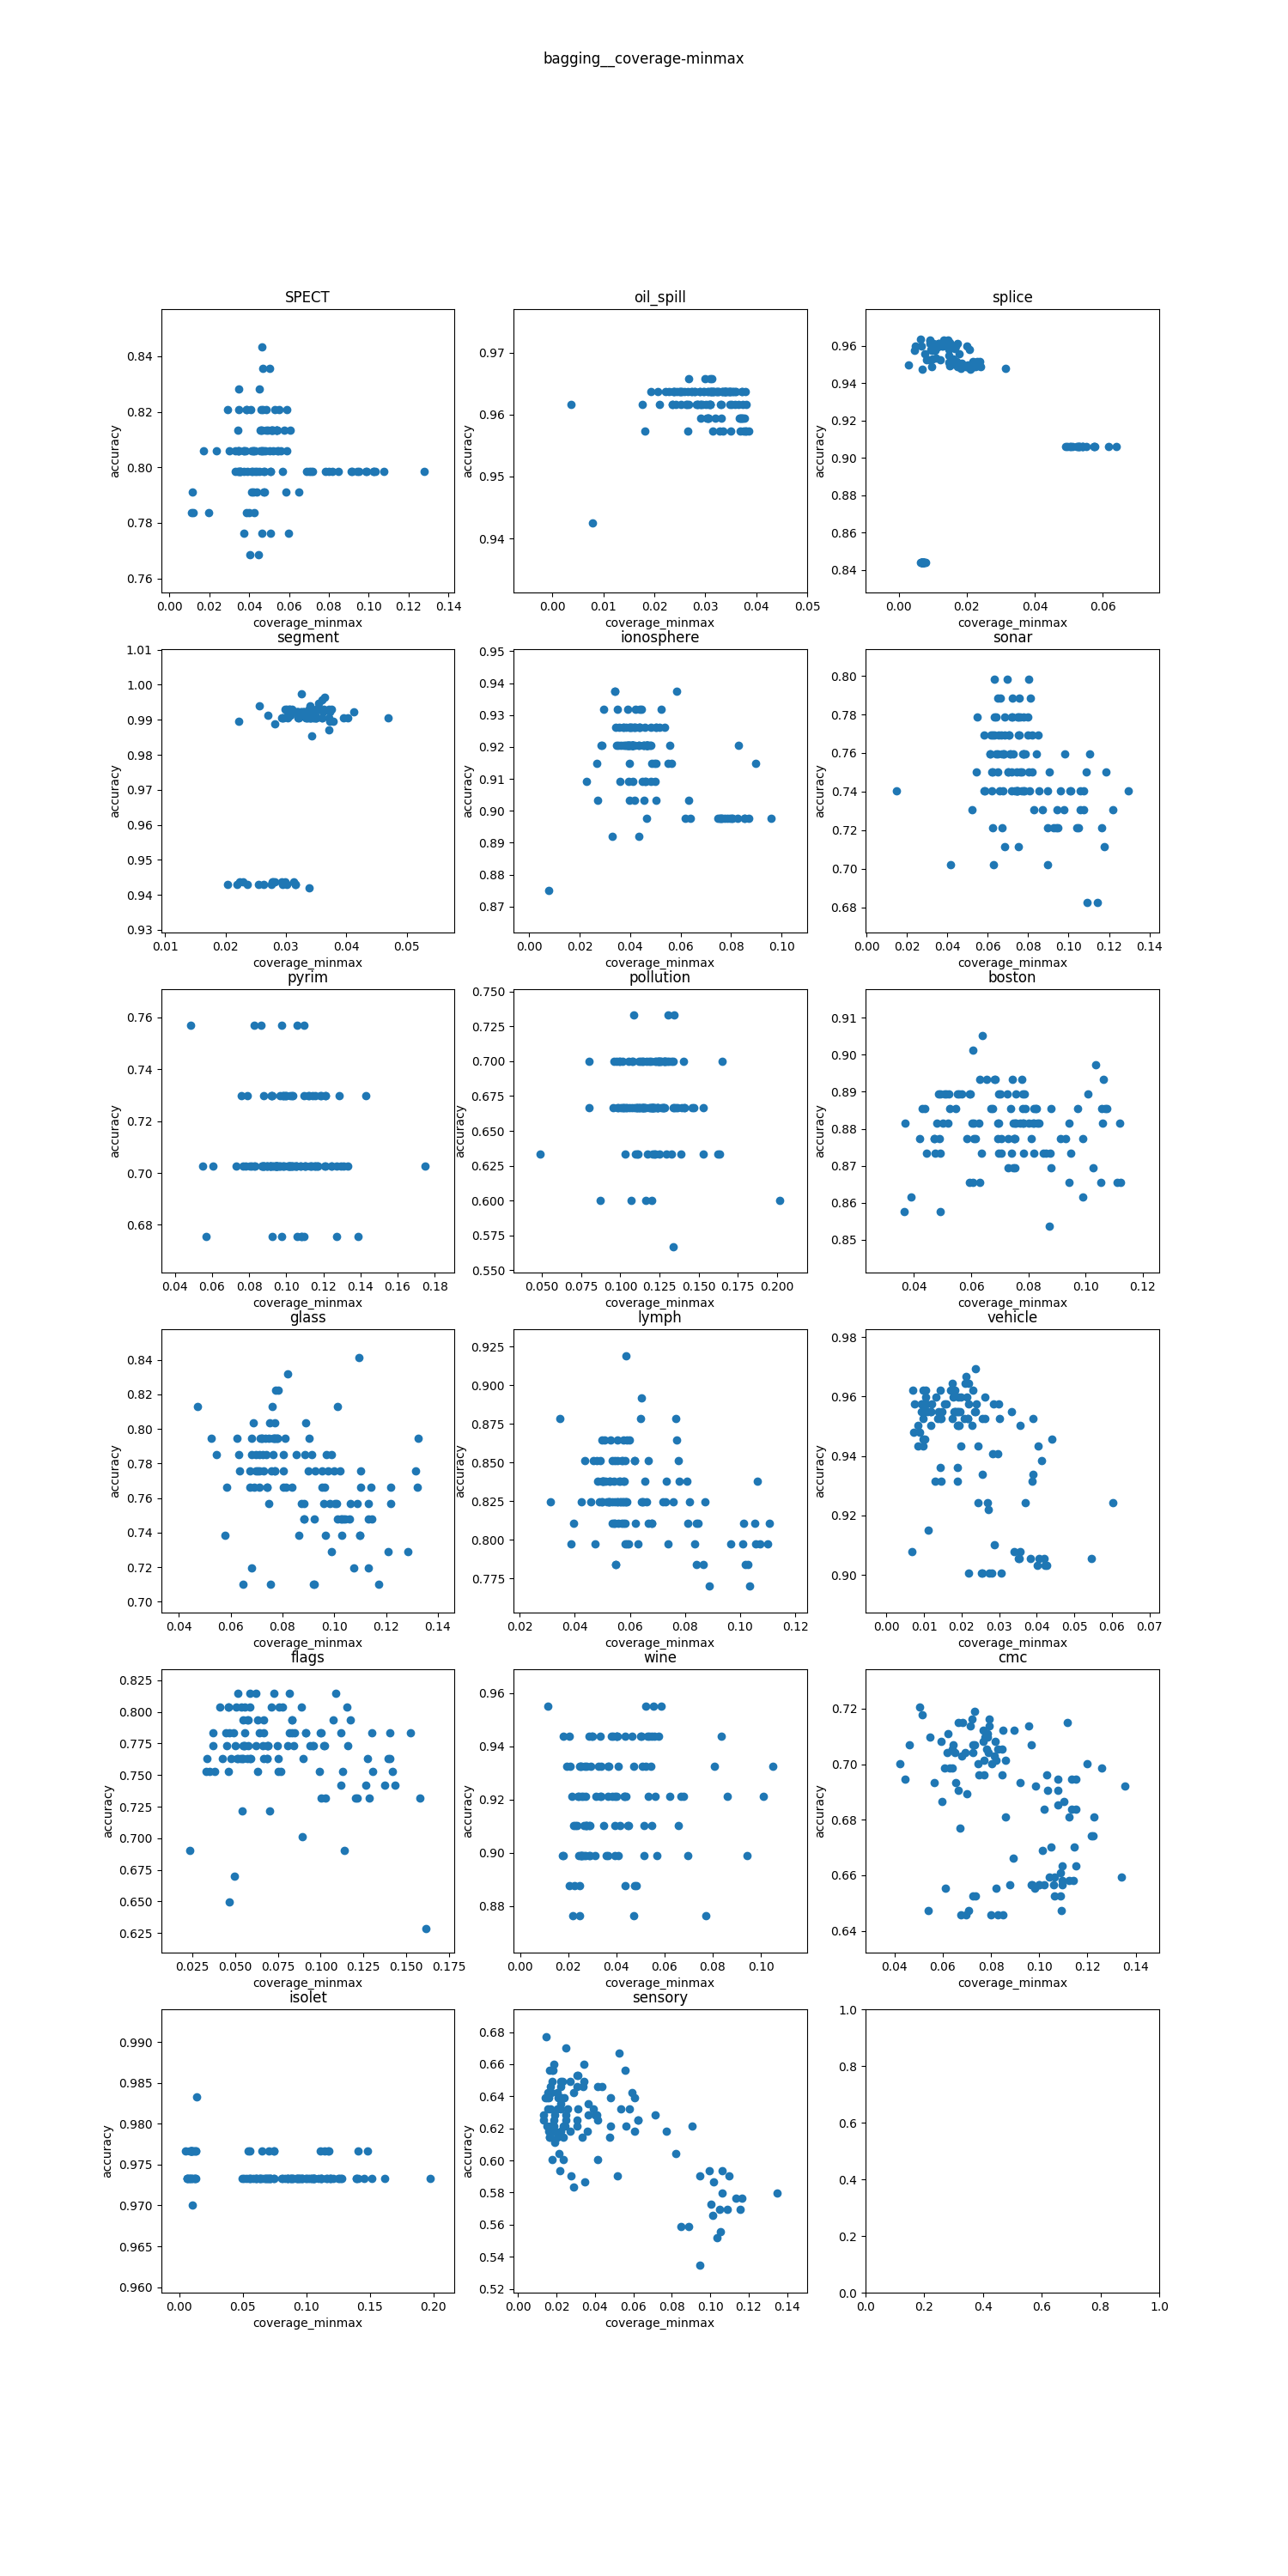 bagging__coverage-minmax
SPECT
0.84
0.82
0.80
0.78
0.76
accuracy
0.00 0.02 0.04 0.06 0.08 0.10 0.12 0.14
coverage_minmax
oil_spill
0.97
0.96
0.95
0.94
accuracy
0.00 0.01 0.02 0.03 0.04 0.05
coverage_minmax
splice
0.96
0.94
0.92
0.90
0.88
0.86
0.84
accuracy
0.00 0.02 0.04 0.06
coverage_minmax
segment
1.01
1.00
0.99
0.98
0.97
0.96
0.95
0.94
0.93
accuracy
0.01 0.02 0.03 0.04 0.05
coverage_minmax
ionosphere
0.95
0.94
0.93
0.92
0.91
0.90
0.89
0.88
0.87
accuracy
0.00 0.02 0.04 0.06 0.08 0.10
coverage_minmax
sonar
0.80
0.78
0.76
0.74
0.72
0.70
0.68
accuracy
0.00 0.02 0.04 0.06 0.08 0.10 0.12 0.14
coverage_minmax
pyrim
0.76
0.74
0.72
0.70
0.68
accuracy
0.04 0.06 0.08 0.10 0.12 0.14 0.16 0.18
coverage_minmax
pollution
0.750
0.725
0.700
0.675
0.650
0.625
0.600
0.575
0.550
accuracy
0.050 0.075 0.100 0.125 0.150 0.175 0.200
coverage_minmax
boston
0.91
0.90
0.89
0.88
0.87
0.86
0.85
accuracy
0.04 0.06 0.08 0.10 0.12
coverage_minmax
glass
0.84
0.82
0.80
0.78
0.76
0.74
0.72
0.70
accuracy
0.04 0.06 0.08 0.10 0.12 0.14
coverage_minmax
lymph
0.925
0.900
0.875
0.850
0.825
0.800
0.775
accuracy
0.02 0.04 0.06 0.08 0.10 0.12
coverage_minmax
vehicle
0.98
0.96
0.94
0.92
0.90
accuracy
0.00 0.01 0.02 0.03 0.04 0.05 0.06 0.07
coverage_minmax
flags
0.825
0.800
0.775
0.750
0.725
0.700
0.675
0.650
0.625
accuracy
0.025 0.050 0.075 0.100 0.125 0.150 0.175
coverage_minmax
wine
0.96
0.94
0.92
0.90
0.88
accuracy
0.00 0.02 0.04 0.06 0.08 0.10
coverage_minmax
cmc
0.72
0.70
0.68
0.66
0.64
accuracy
0.04 0.06 0.08 0.10 0.12 0.14
coverage_minmax
isolet
0.990
0.985
0.980
0.975
0.970
0.965
0.960
accuracy
0.00 0.05 0.10 0.15 0.20
coverage_minmax
sensory
0.68
0.66
0.64
0.62
0.60
0.58
0.56
0.54
0.52
accuracy
0.00 0.02 0.04 0.06 0.08 0.10 0.12 0.14
coverage_minmax
1.0
0.8
0.6
0.4
0.2
0.0
0.0 0.2 0.4 0.6 0.8 1.0